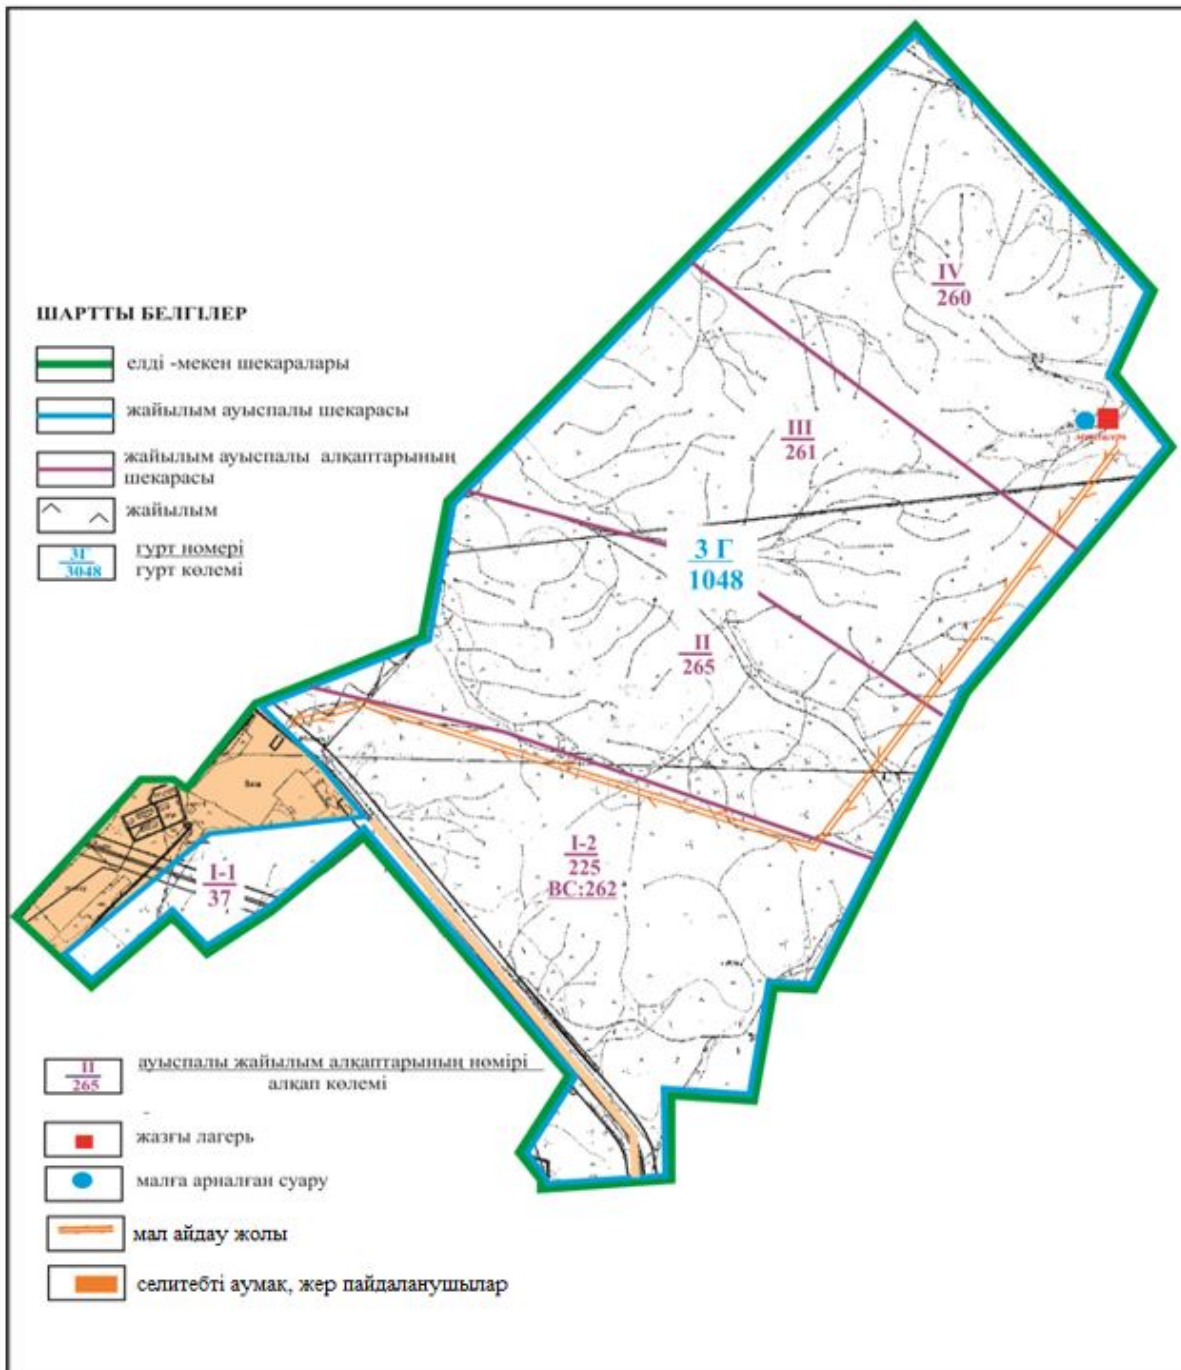 IV
260
ШАРТТЫ БЕЛГІЛЕР
елді -мекен шекаралары
жайылым ауыспалы шекарасы
жайылым ауыспалы алқаптарының
шекарасы
жайылым
3Г
3048
гурт номері
гурт көлемі
III
261
3 Г
1048
II
265
I-2
225
ВС:262
I-1
37
II
265
ауыспалы жайылым алқаптарының нөмірі
алқап көлемі
жазғы лагерь
малға арналған суару
мал айдау жолы
селитебті аумак, жер пайдаланушылар